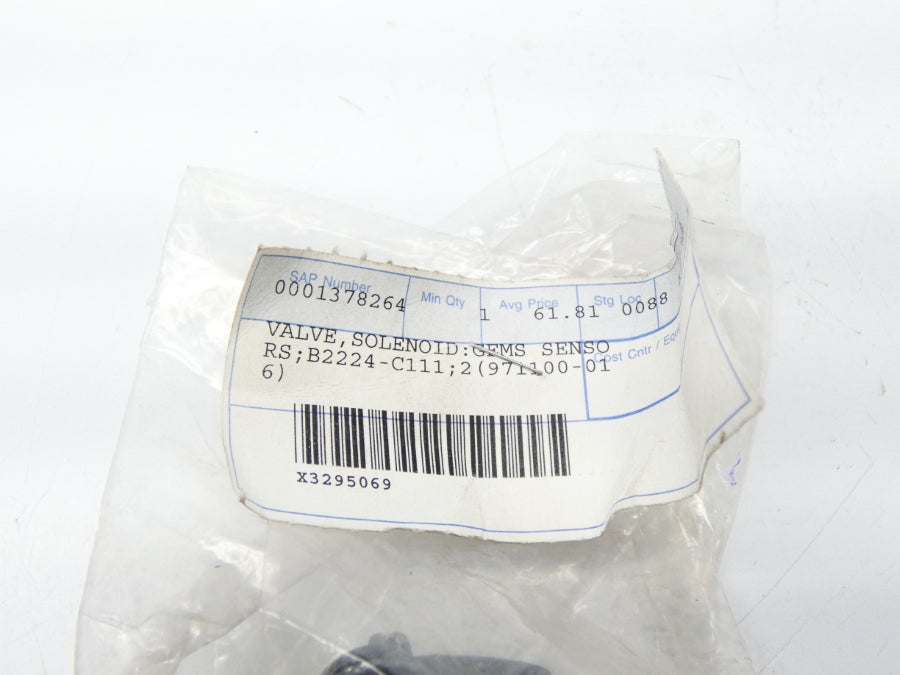 SAP Number Min Qty Avg Price Stg Loc
0001378264 1 61.81 0088
Cost Cntr /
VALVE,SOLENOID:GEMS SENSO
RS;B2224-C111;2(971100-01
6)
X3295069